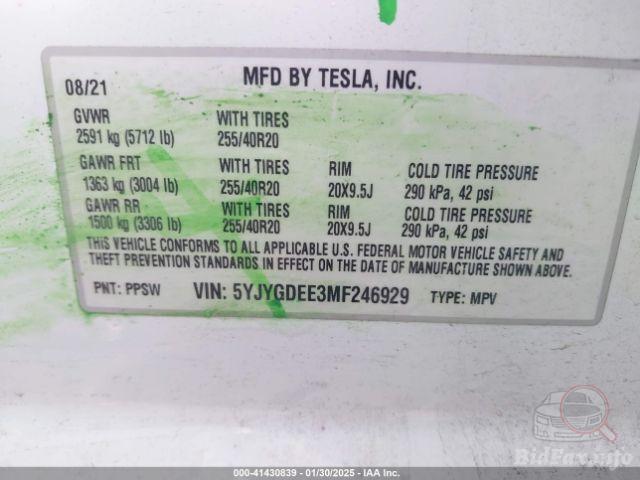 08/21 MFD BY TESLA, INC.
GVWR WITH TIRES
2591 kg (5712 lb) 255/40R20
GAWR FRT WITH TIRES RIM COLD TIRE PRESSURE
1363 kg (3004 lb) 255/40R20 20X9.5J 290 kPa, 42 psi
GAWR RR WITH TIRES RIM COLD TIRE PRESSURE
1500 kg (3306 lb) 255/40R20 20X9.5J 290 kPa, 42 psi
THIS VEHICLE CONFORMS TO ALL APPLICABLE U.S. FEDERAL MOTOR VEHICLE SAFETY AND
THEFT PREVENTION STANDARDS IN EFFECT ON THE DATE OF MANUFACTURE SHOWN ABOVE.
PNT: PPSW VIN: 5YJYGDEE3MF246929 TYPE: MPV
BidFax.info
000-41430839 - 01/30/2025 - IAA Inc.